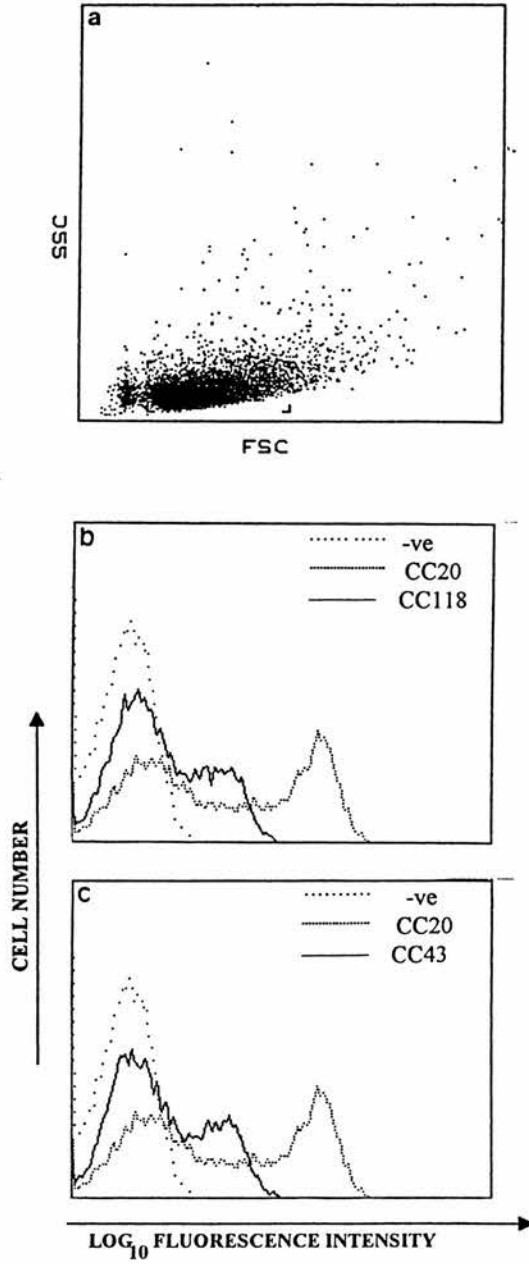 a
SSC
FSC
b
-ve
CC20
CC118
c
-ve
CC20
CC43
CELL NUMBER
LOG10 FLUORESCENCE INTENSITY